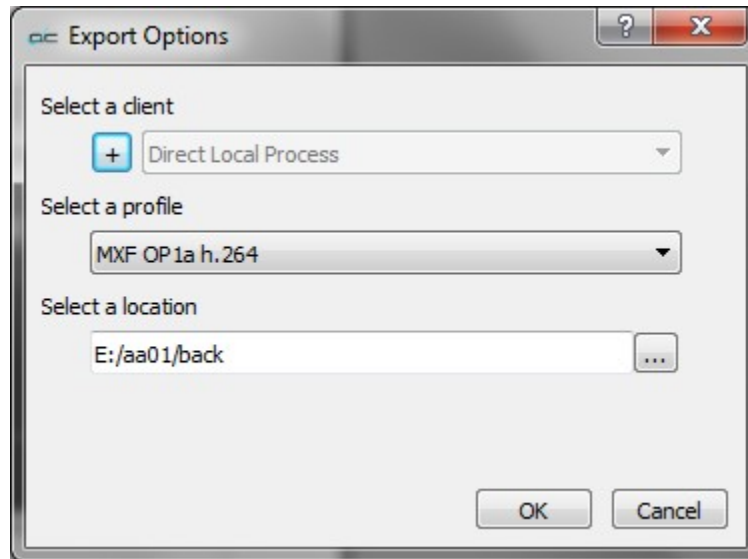 Export Options
?
X
Select a client
+
Direct Local Process
Select a profile
MXF OP1a h.264
Select a location
E:/aa01/back
...
OK
Cancel